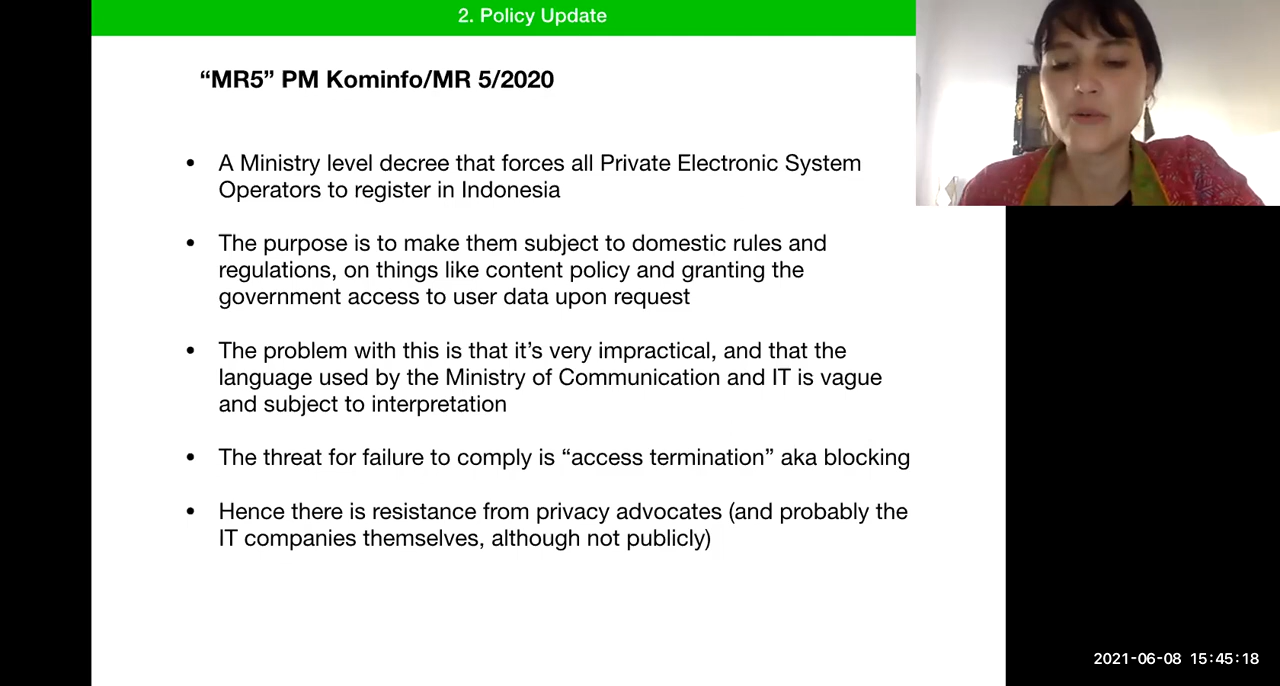 2. Policy Update
“MR5” PM Kominfo/MR 5/2020
• A Ministry level decree that forces all Private Electronic System
Operators to register in Indonesia
• The purpose is to make them subject to domestic rules and
regulations, on things like content policy and granting the
government access to user data upon request
• The problem with this is that it’s very impractical, and that the
language used by the Ministry of Communication and IT is vague
and subject to interpretation
• The threat for failure to comply is “access termination” aka blocking
• Hence there is resistance from privacy advocates (and probably the
IT companies themselves, although not publicly)
2021-06-08 15:45:18